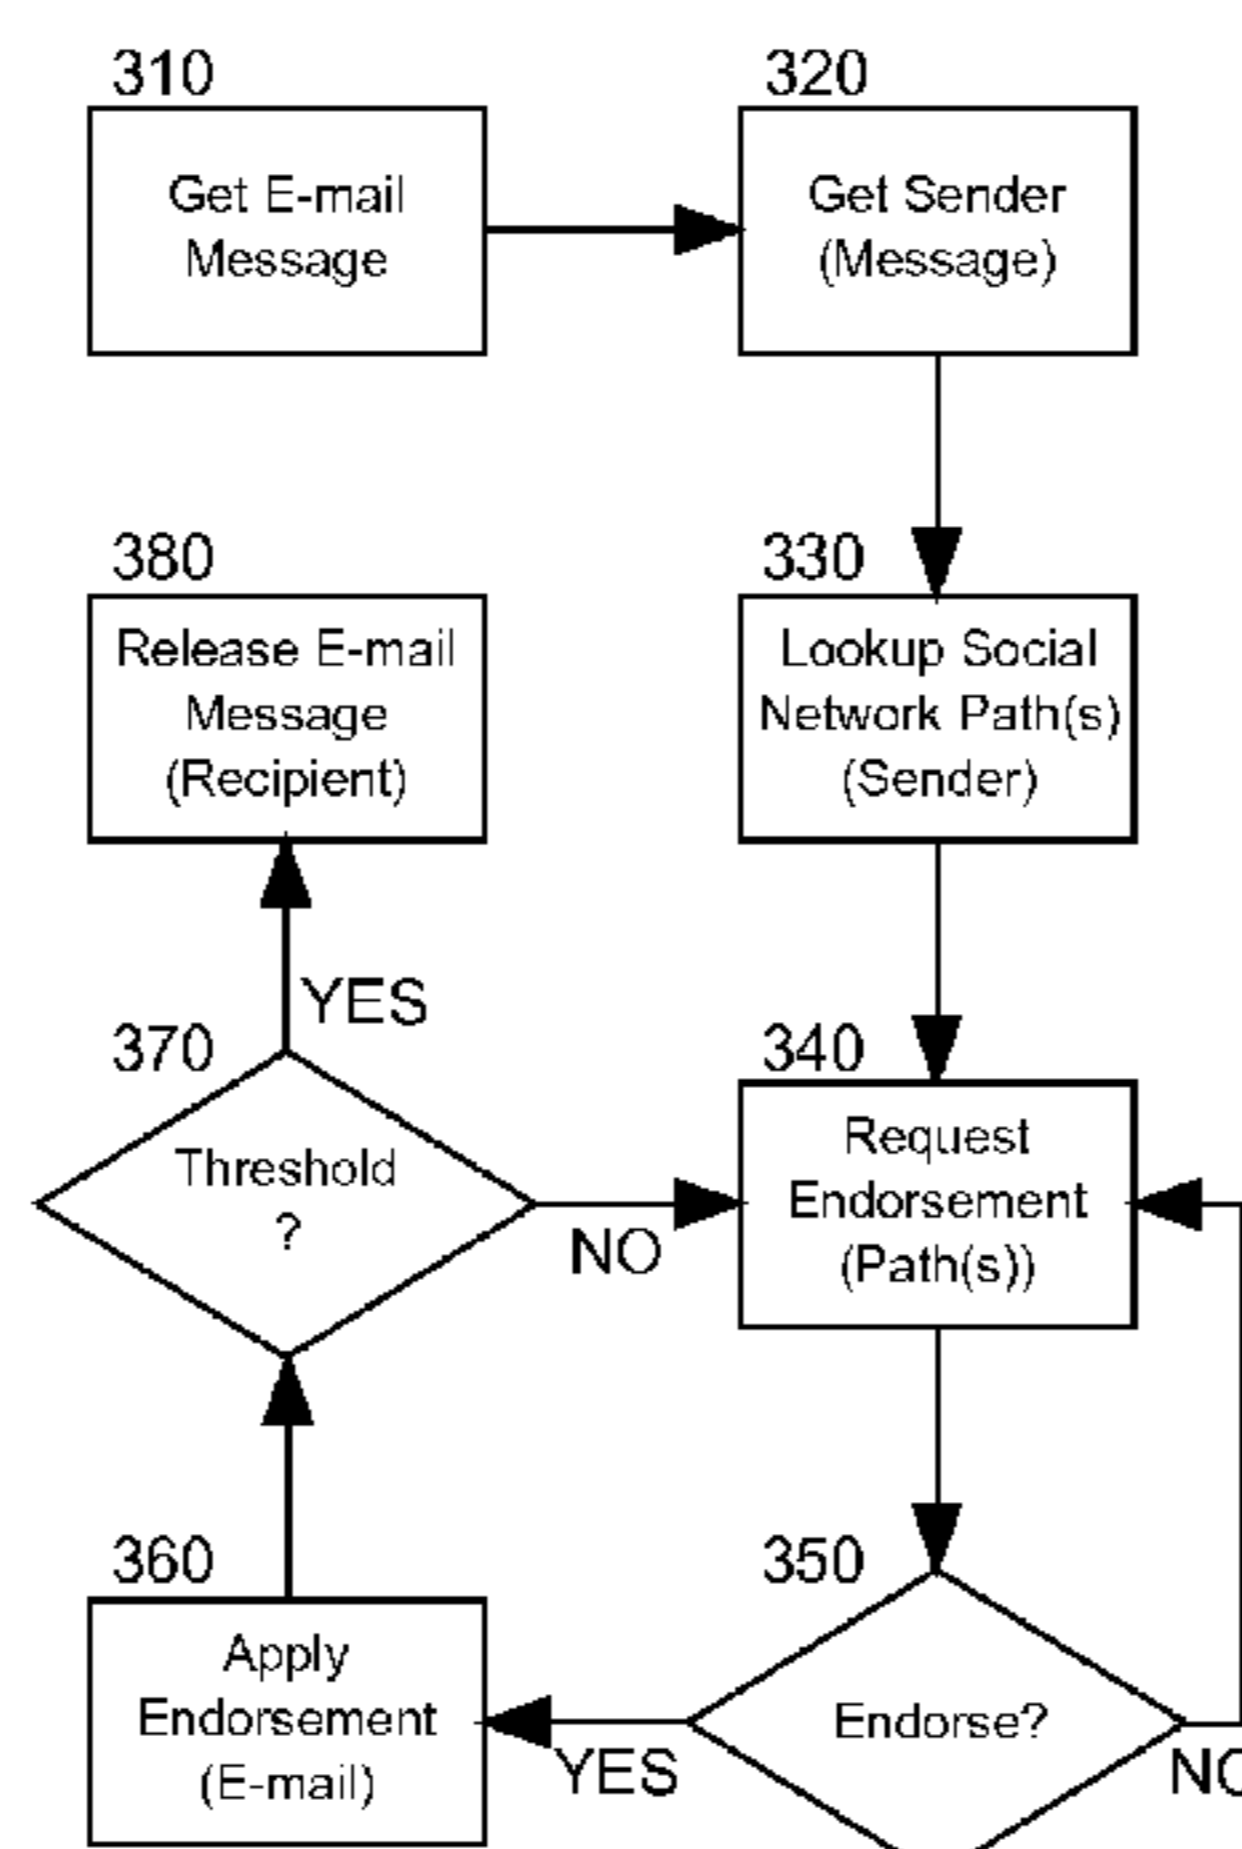 310
Get E-mail
Message
320
Get Sender
(Message)
380
Release E-mail
Message
(Recipient)
330
Lookup Social
Network Path(s)
(Sender)
YES
370
Threshold
?
NO
340
Request
Endorsement
(Path(s))
360
Apply
Endorsement
(E-mail)
YES
350
Endorse?
NO